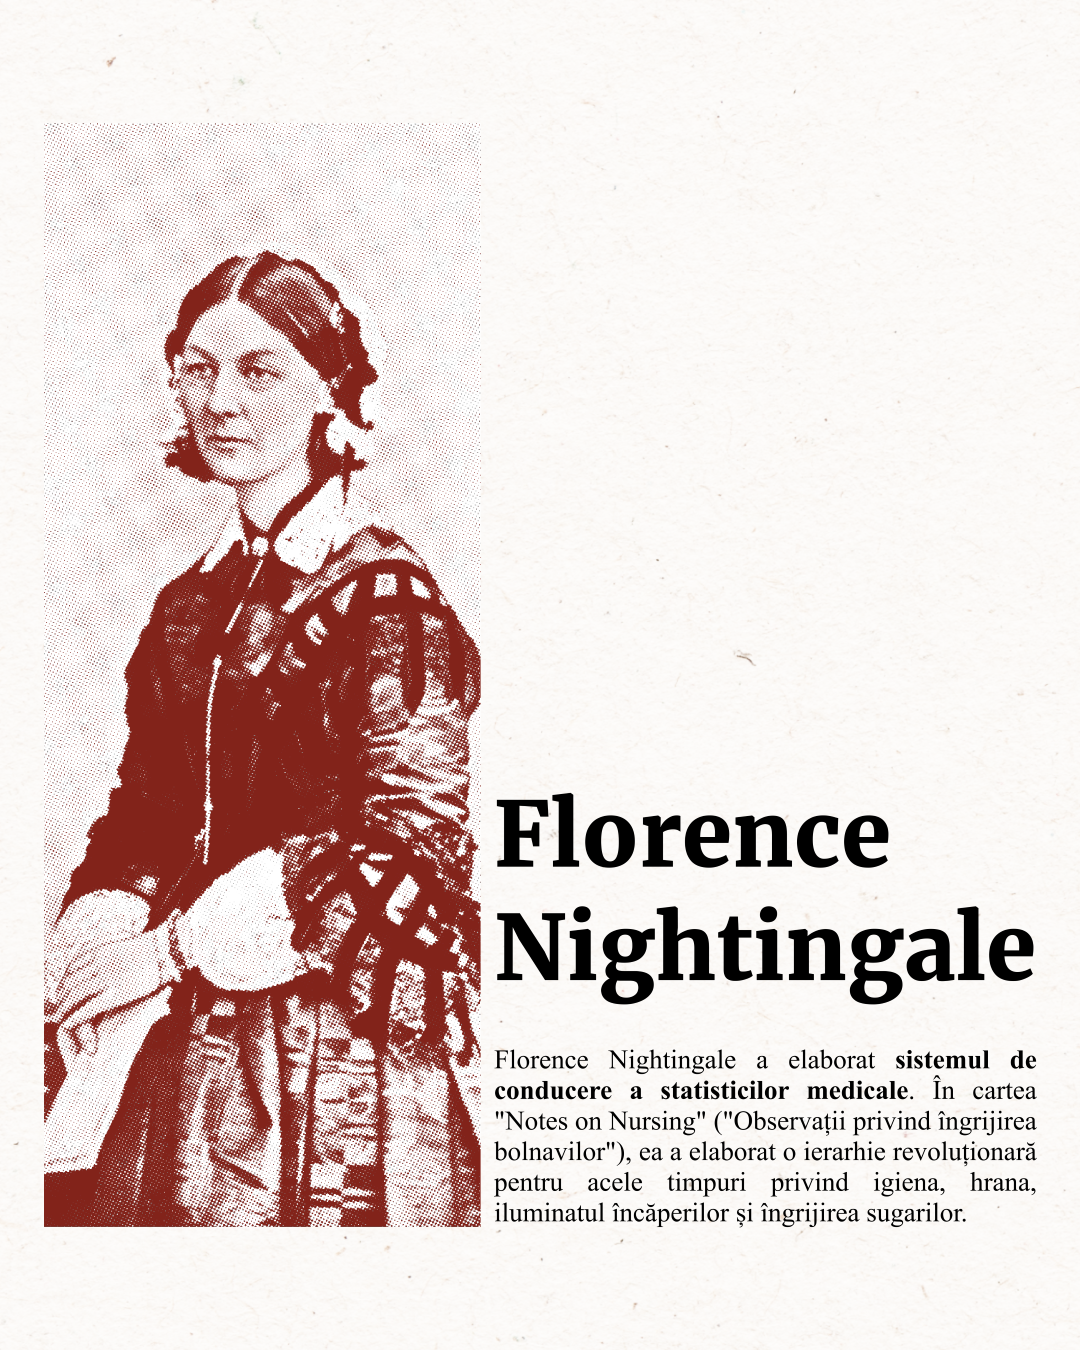 Florence
Nightingale
Florence Nightingale a elaborat sistemul de
conducere a statisticilor medicale. În cartea
"Notes on Nursing" ("Observații privind îngrijirea
bolnavilor"), ea a elaborat o ierarhie revoluționară
pentru acele timpuri privind igiena, hrana,
iluminatul încăperilor și îngrijirea sugarilor.